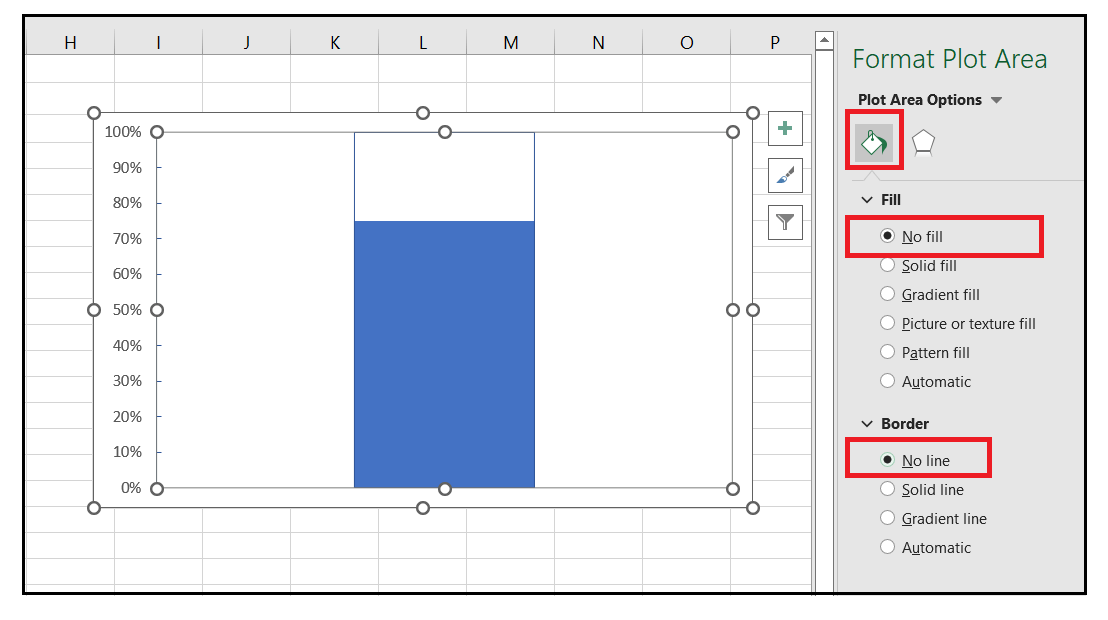 H I J K L M N O P
Format Plot Area
Plot Area Options
100%
90%
80%
70%
60%
50%
40%
30%
20%
10%
0%
Fill
No fill
Solid fill
Gradient fill
Picture or texture fill
Pattern fill
Automatic
Border
No line
Solid line
Gradient line
Automatic